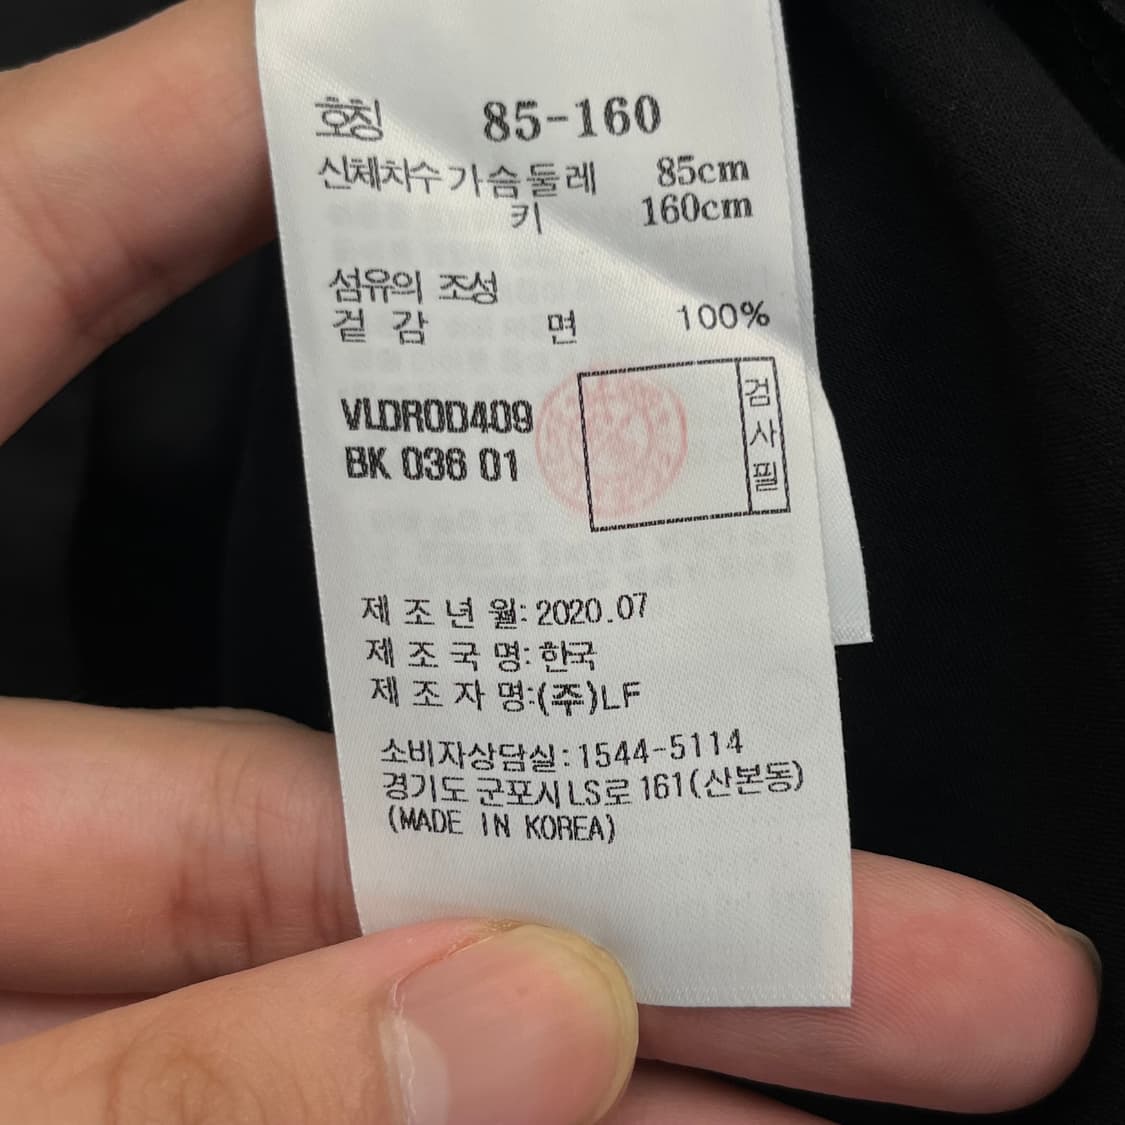 호칭 85-160
신체치수 가슴둘레 85cm
키 160cm
섬유의 조성
겉 감 면 100%
VLDR0D409
BK 036 01
검사필
제 조 년 월: 2020.07
제 조 국 명: 한국
제 조 자 명:(주)LF
소비자상담실: 1544-5114
경기도 군포시 LS로 161(산본동)
(MADE IN KOREA)